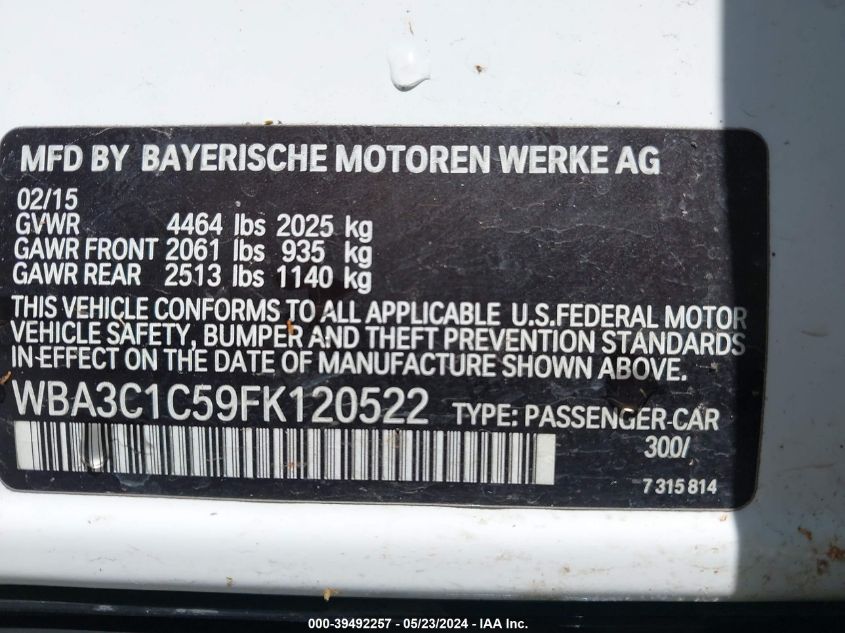 MFD BY BAYERISCHE MOTOREN WERKE AG
02/15
GVWR 4464 lbs 2025 kg
GAWR FRONT 2061 lbs 935 kg
GAWR REAR 2513 lbs 1140 kg
THIS VEHICLE CONFORMS TO ALL APPLICABLE U.S.FEDERAL MOTOR
VEHICLE SAFETY, BUMPER AND THEFT PREVENTION STANDARDS
IN EFFECT ON THE DATE OF MANUFACTURE SHOWN ABOVE.
WBA3C1C59FK120522 TYPE: PASSENGER-CAR
300/
7 315 814
000-39492257 - 05/23/2024 - IAA Inc.